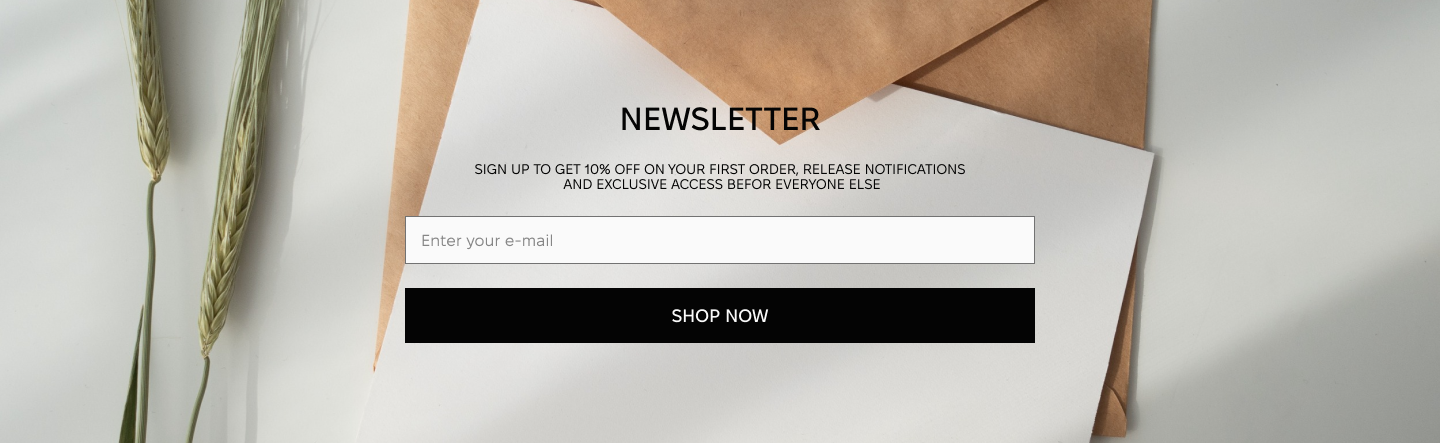 NEWSLETTER
SIGN UP TO GET 10% OFF ON YOUR FIRST ORDER, RELEASE NOTIFICATIONS
AND EXCLUSIVE ACCESS BEFOR EVERYONE ELSE
Enter your e-mail
SHOP NOW